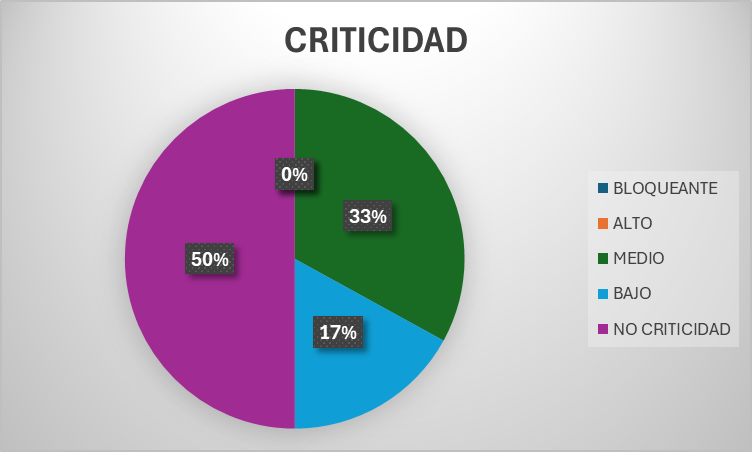 CRITICIDAD
0%
33%
50%
17%
BLOQUEANTE
ALTO
MEDIO
BAJO
NO CRITICIDAD